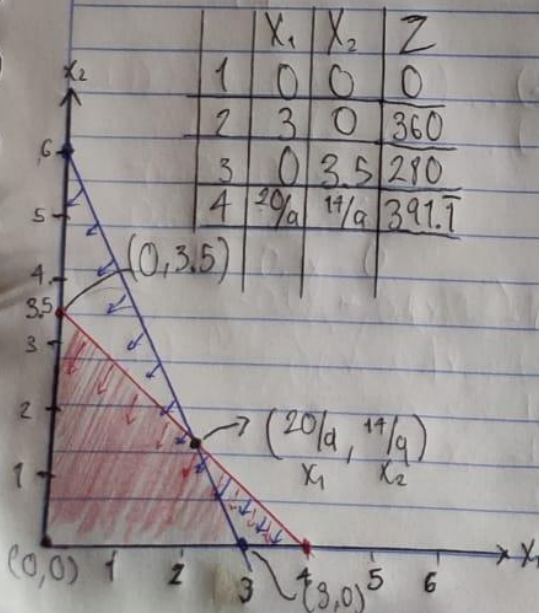 X₁ X₂ Z
1 0 0 0
2 3 0 360
3 0 3.5 280
4 20/9 14/9 391.1̅
x₂
6
5
(0,3.5)
4
3.5
3
2
(20/9, 14/9)
x₁ x₂
1
(0,0) 1 2 3 4 5 6 X₁
(3,0)